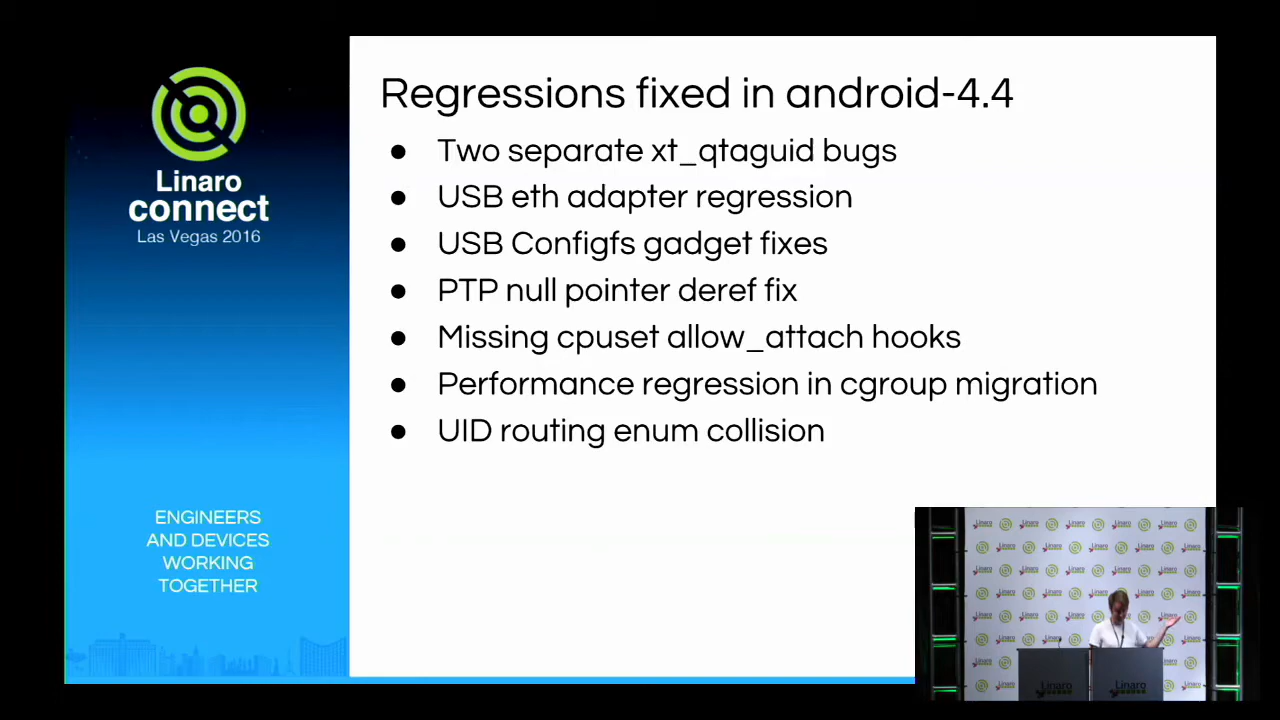 Linaro
connect
Las Vegas 2016
ENGINEERS
AND DEVICES
WORKING
TOGETHER
Regressions fixed in android-4.4
● Two separate xt_qtaguid bugs
● USB eth adapter regression
● USB Configfs gadget fixes
● PTP null pointer deref fix
● Missing cpuset allow_attach hooks
● Performance regression in cgroup migration
● UID routing enum collision
Linaro
Linaro